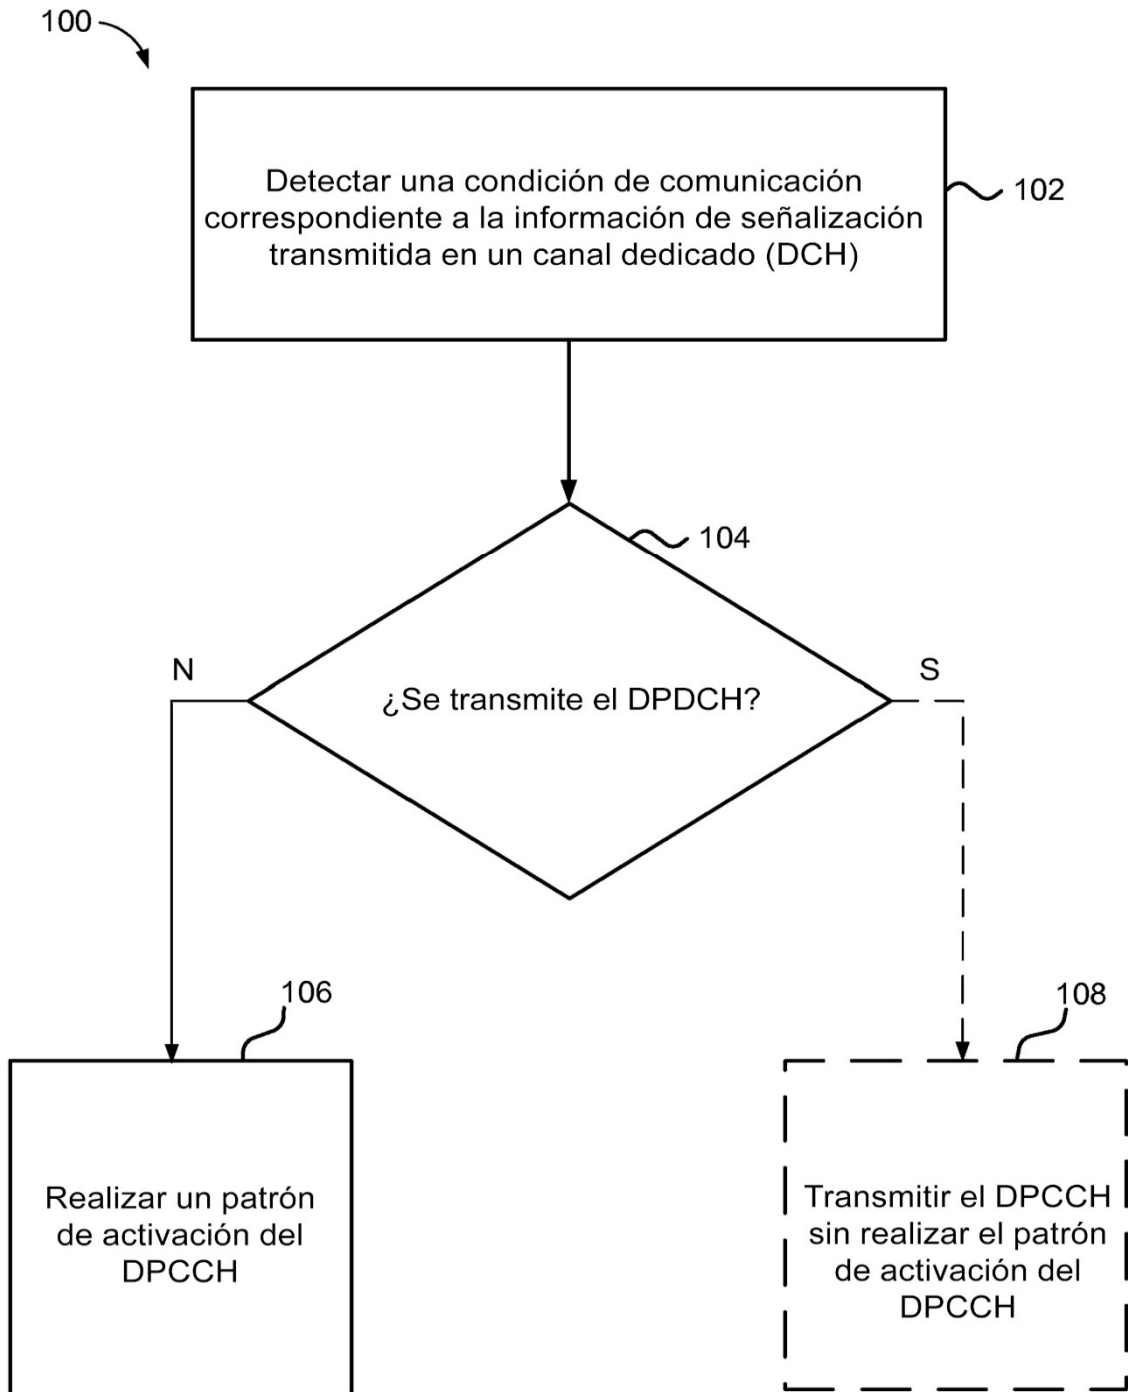 100
Detectar una condición de comunicación
correspondiente a la información de señalización
transmitida en un canal dedicado (DCH)
102
104
N
S
¿Se transmite el DPDCH?
106
108
Realizar un patrón
de activación del
DPCCH
Transmitir el DPCCH
sin realizar el patrón
de activación del
DPCCH